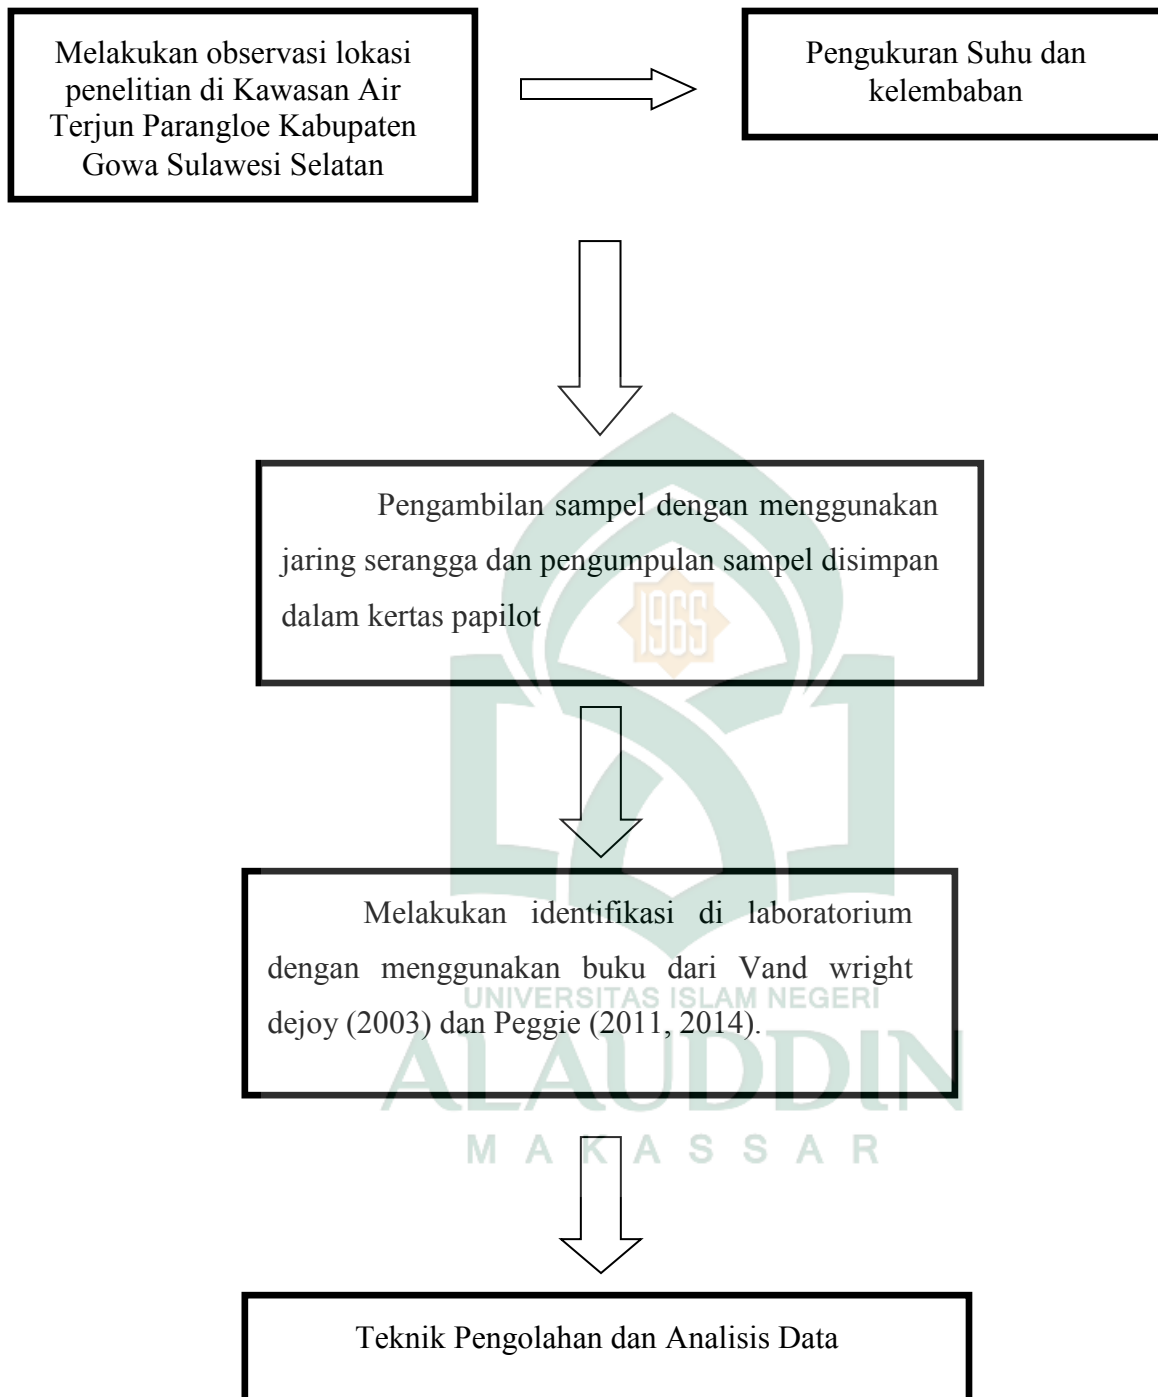 Melakukan observasi lokasi
penelitian di Kawasan Air
Terjun Parangloe Kabupaten
Gowa Sulawesi Selatan
Pengukuran Suhu dan
kelembaban
Pengambilan sampel dengan menggunakan
jaring serangga dan pengumpulan sampel disimpan
dalam kertas papilot
1965
Melakukan identifikasi di laboratorium
dengan menggunakan buku dari Vand wright
dejoy (2003) dan Peggie (2011, 2014).
UNIVERSITAS ISLAM NEGERI
ALAUDDIN
MAKASSAR
Teknik Pengolahan dan Analisis Data